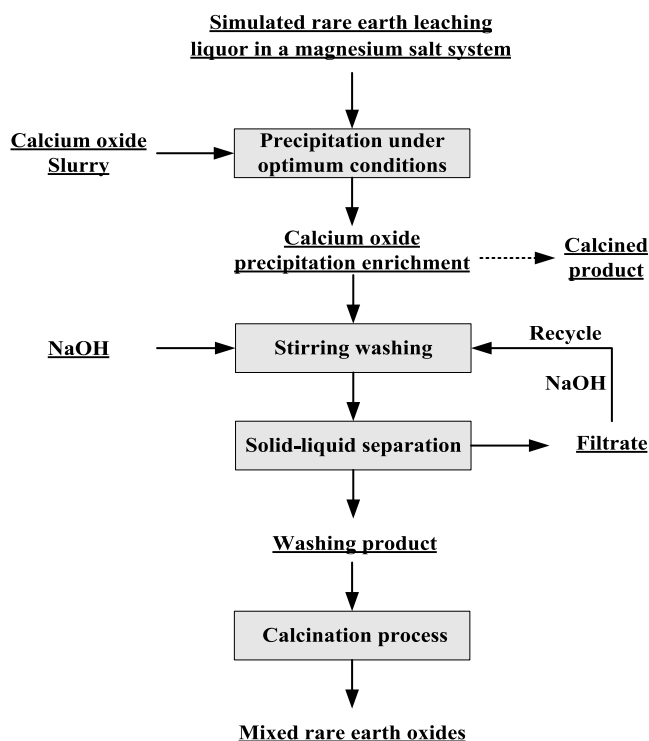 Simulated rare earth leaching
liquor in a magnesium salt system
Calcium oxide
Slurry
Precipitation under
optimum conditions
Calcium oxide
precipitation enrichment
Calcined
product
NaOH
Stirring washing
Recycle
NaOH
Solid-liquid separation
Filtrate
Washing product
Calcination process
Mixed rare earth oxides